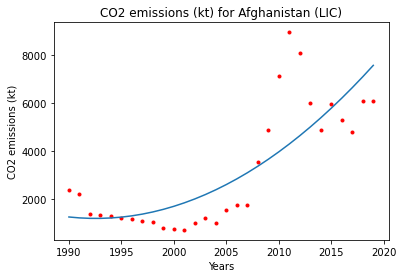 CO2 emissions (kt) for Afghanistan (LIC)
CO2 emissions (kt)
8000
6000
4000
2000
1990 1995 2000 2005 2010 2015 2020
Years